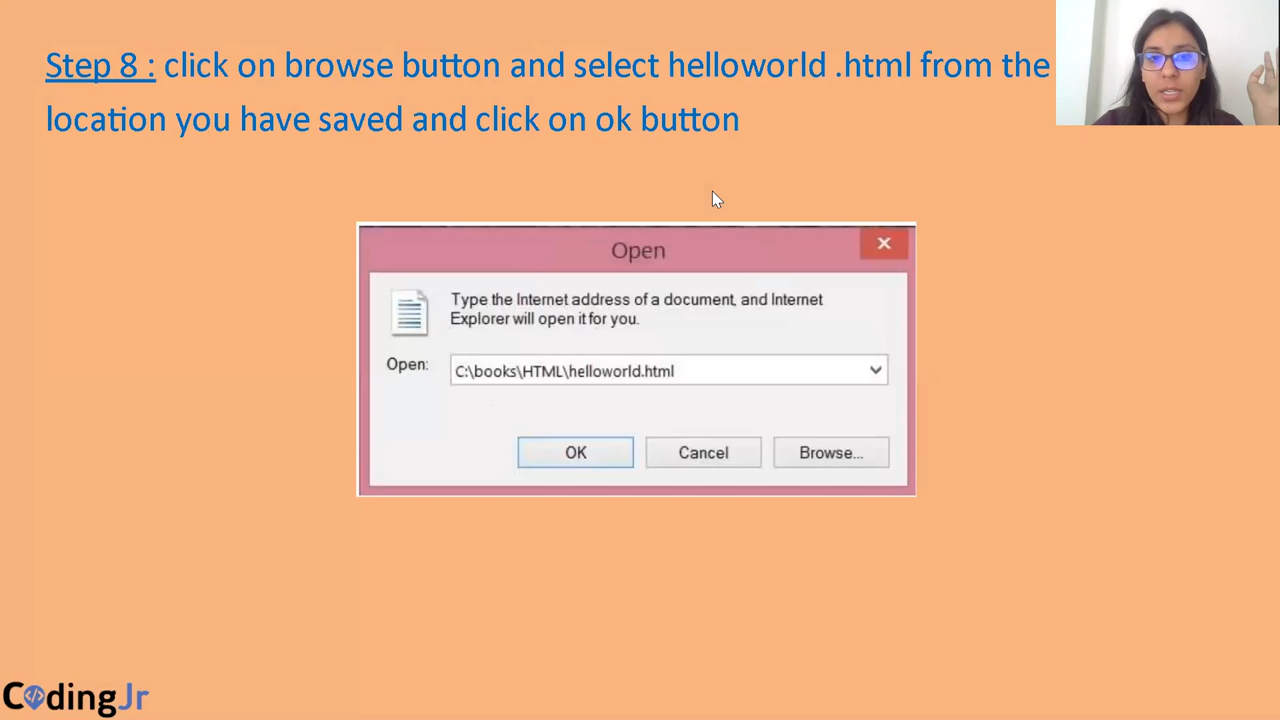 Step 8 : click on browse button and select helloworld .html from the
location you have saved and click on ok button
Open
Type the Internet address of a document, and Internet
Explorer will open it for you.
Open:
C:\books\HTML\helloworld.html
OK
Cancel
Browse...
CodingJr